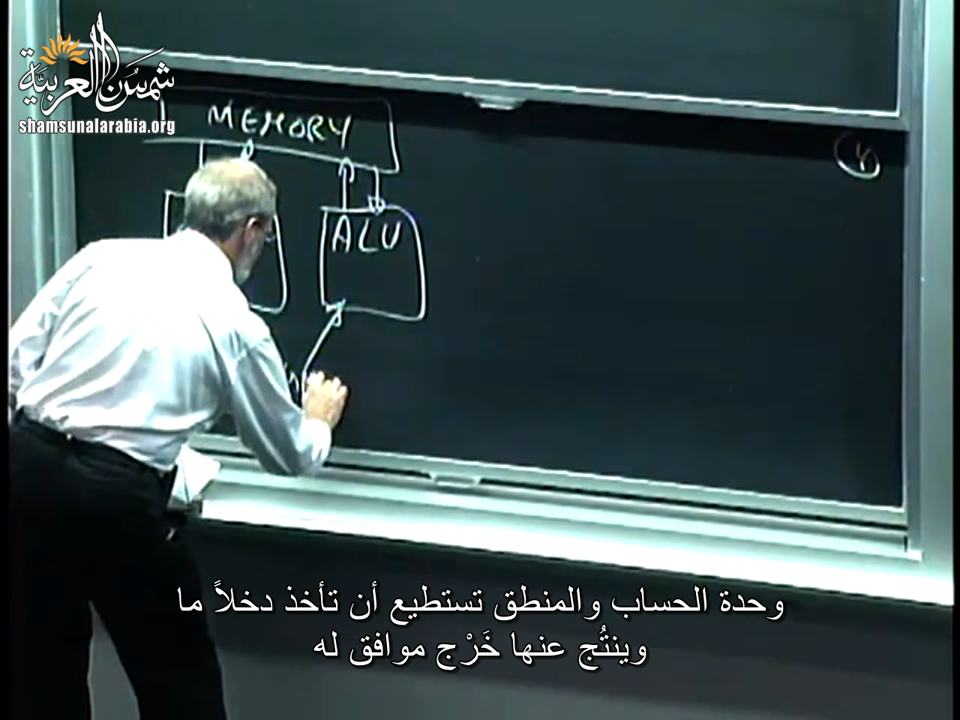 شمس العربية
shamsunalarabia.org
MEMORY
ALU
وحدة الحساب والمنطق تستطيع أن تأخذ دخلاً ما
وينتُج عنها خَرْج موافق له